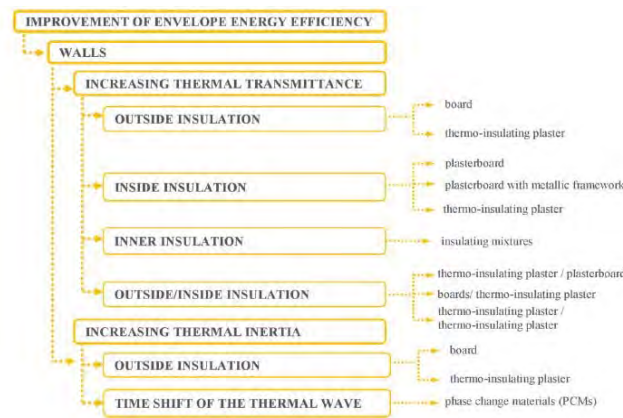 IMPROVEMENT OF ENVELOPE ENERGY EFFICIENCY
WALLS
INCREASING THERMAL TRANSMITTANCE
OUTSIDE INSULATION
board
thermo-insulating plaster
INSIDE INSULATION
plasterboard
plasterboard with metallic framework
thermo-insulating plaster
INNER INSULATION
insulating mixtures
OUTSIDE/INSIDE INSULATION
thermo-insulating plaster / plasterboard
boards/ thermo-insulating plaster
thermo-insulating plaster /
thermo-insulating plaster
INCREASING THERMAL INERTIA
OUTSIDE INSULATION
board
thermo-insulating plaster
TIME SHIFT OF THE THERMAL WAVE
phase change materials (PCMs)